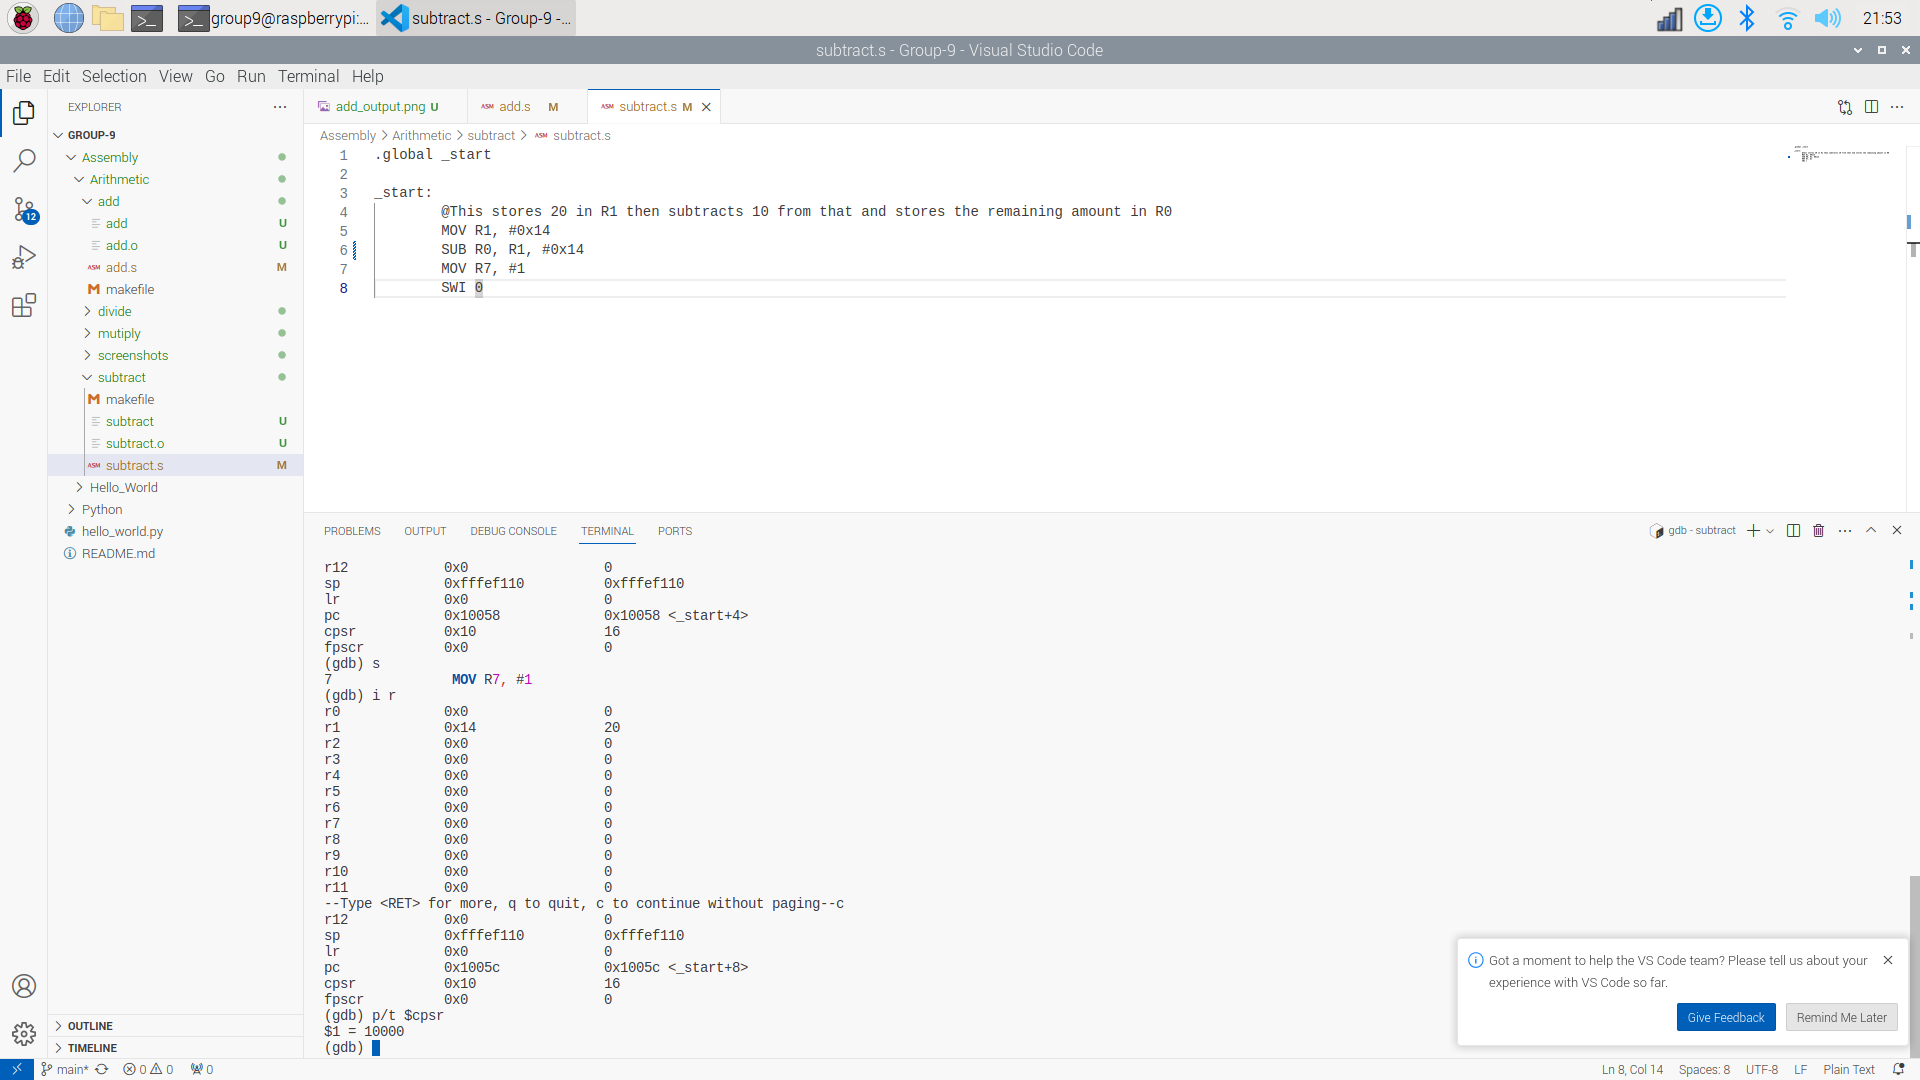 group9@raspberrypi:...
subtract.s - Group-9 -...
21:53
subtract.s - Group-9 - Visual Studio Code
File Edit Selection View Go Run Terminal Help
EXPLORER
add_output.png U
ASM add.s M
ASM subtract.s M
GROUP-9
Assembly > Arithmetic > subtract > ASM subtract.s
Assembly
Arithmetic
add
add U
add.o U
ASM add.s M
M makefile
divide
mutiply
screenshots
subtract
M makefile
subtract U
subtract.o U
ASM subtract.s M
Hello_World
Python
hello_world.py
README.md
12
OUTLINE
TIMELINE
1 .global _start
2
3 _start:
4 @This stores 20 in R1 then subtracts 10 from that and stores the remaining amount in R0
5 MOV R1, #0x14
6 SUB R0, R1, #0x14
7 MOV R7, #1
8 SWI 0
PROBLEMS OUTPUT DEBUG CONSOLE TERMINAL PORTS
gdb - subtract
r12 0x0 0
sp 0xfffef110 0xfffef110
lr 0x0 0
pc 0x10058 0x10058 <_start+4>
cpsr 0x10 16
fpscr 0x0 0
(gdb) s
7 MOV R7, #1
(gdb) i r
r0 0x0 0
r1 0x14 20
r2 0x0 0
r3 0x0 0
r4 0x0 0
r5 0x0 0
r6 0x0 0
r7 0x0 0
r8 0x0 0
r9 0x0 0
r10 0x0 0
r11 0x0 0
--Type <RET> for more, q to quit, c to continue without paging--c
r12 0x0 0
sp 0xfffef110 0xfffef110
lr 0x0 0
pc 0x1005c 0x1005c <_start+8>
cpsr 0x10 16
fpscr 0x0 0
(gdb) p/t $cpsr
$1 = 10000
(gdb)
Got a moment to help the VS Code team? Please tell us about your
experience with VS Code so far.
Give Feedback
Remind Me Later
main* 0 0 0
Ln 8, Col 14 Spaces: 8 UTF-8 LF Plain Text